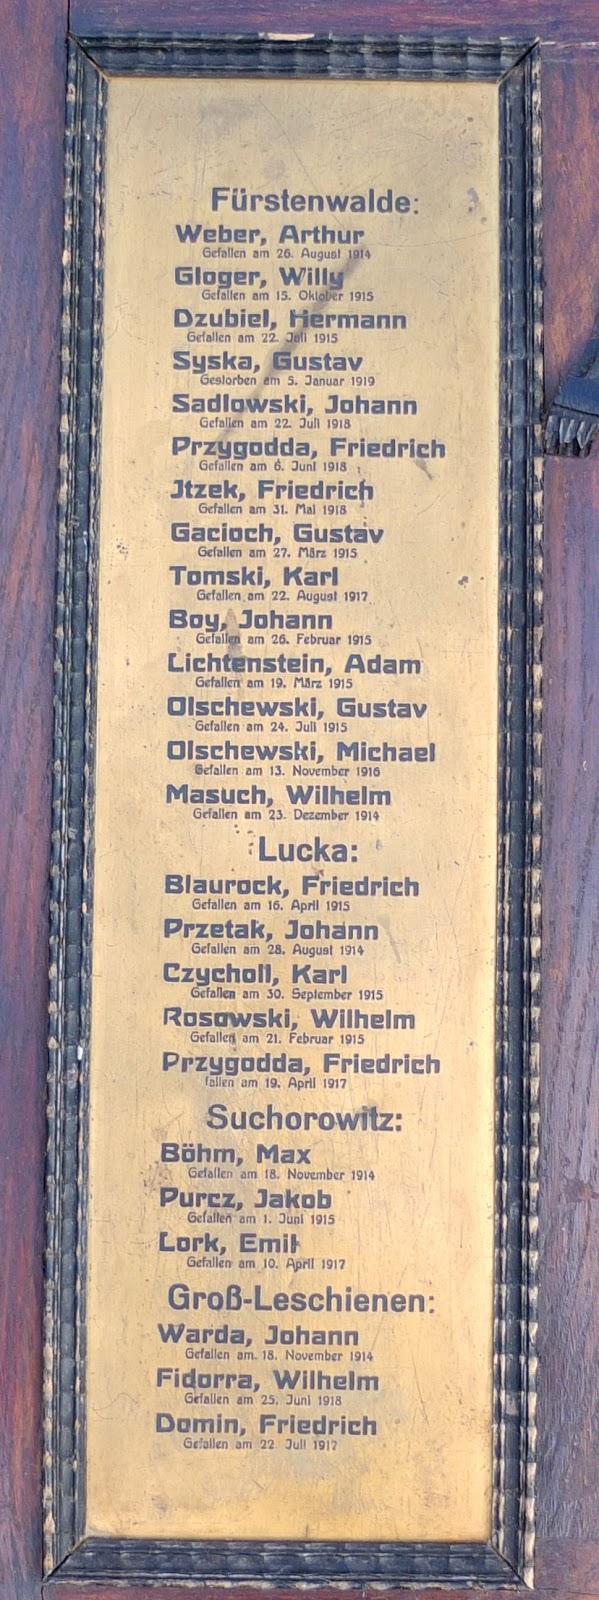 Fürstenwalde:
Weber, Arthur
Gefallen am 26. August 1914
Gloger, Willy
Gefallen am 15. Oktober 1915
Dzubiel, Hermann
Gefallen am 22. Juli 1915
Syska, Gustav
Gestorben am 5. Januar 1919
Sadlowski, Johann
Gefallen am 22. Juli 1918
Przygodda, Friedrich
Gefallen am 6. Juni 1918
Jtzek, Friedrich
Gefallen am 31. Mai 1918
Gacioch, Gustav
Gefallen am 27. März 1915
Tomski, Karl
Gefallen am 22. August 1917
Boy, Johann
Gefallen am 26. Februar 1915
Lichtenstein, Adam
Gefallen am 19. März 1915
Olschewski, Gustav
Gefallen am 24. Juli 1915
Olschewski, Michael
Gefallen am 13. November 1916
Masuch, Wilhelm
Gefallen am 23. Dezember 1914
Lucka:
Blaurock, Friedrich
Gefallen am 16. April 1915
Przetak, Johann
Gefallen am 28. August 1914
Czycholl, Karl
Gefallen am 30. September 1915
Rosowski, Wilhelm
Gefallen am 21. Februar 1915
Przygodda, Friedrich
fallen am 19. April 1917
Suchorowitz:
Böhm, Max
Gefallen am 18. November 1914
Purcz, Jakob
Gefallen am 1. Juni 1915
Lork, Emil
Gefallen am 10. April 1917
Groß-Leschienen:
Warda, Johann
Gefallen am 18. November 1914
Fidorra, Wilhelm
Gefallen am 25. Juni 1918
Domin, Friedrich
Gefallen am 22. Juli 1917